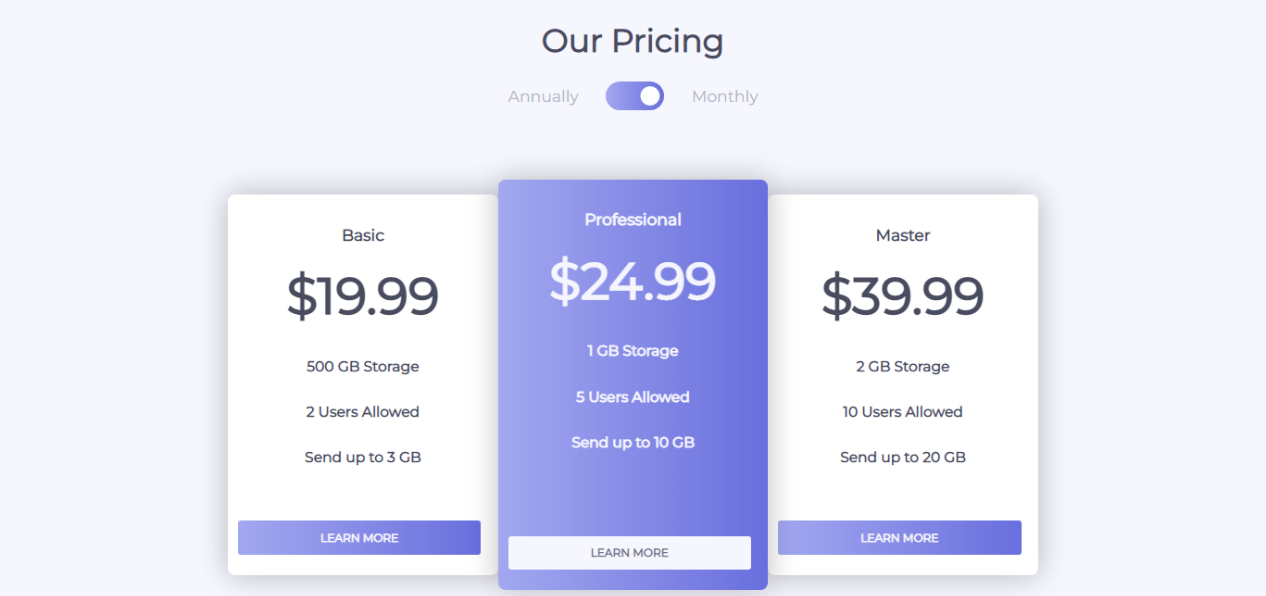 Our Pricing
Annually Monthly
Basic
$19.99
500 GB Storage
2 Users Allowed
Send up to 3 GB
LEARN MORE
Professional
$24.99
1 GB Storage
5 Users Allowed
Send up to 10 GB
LEARN MORE
Master
$39.99
2 GB Storage
10 Users Allowed
Send up to 20 GB
LEARN MORE